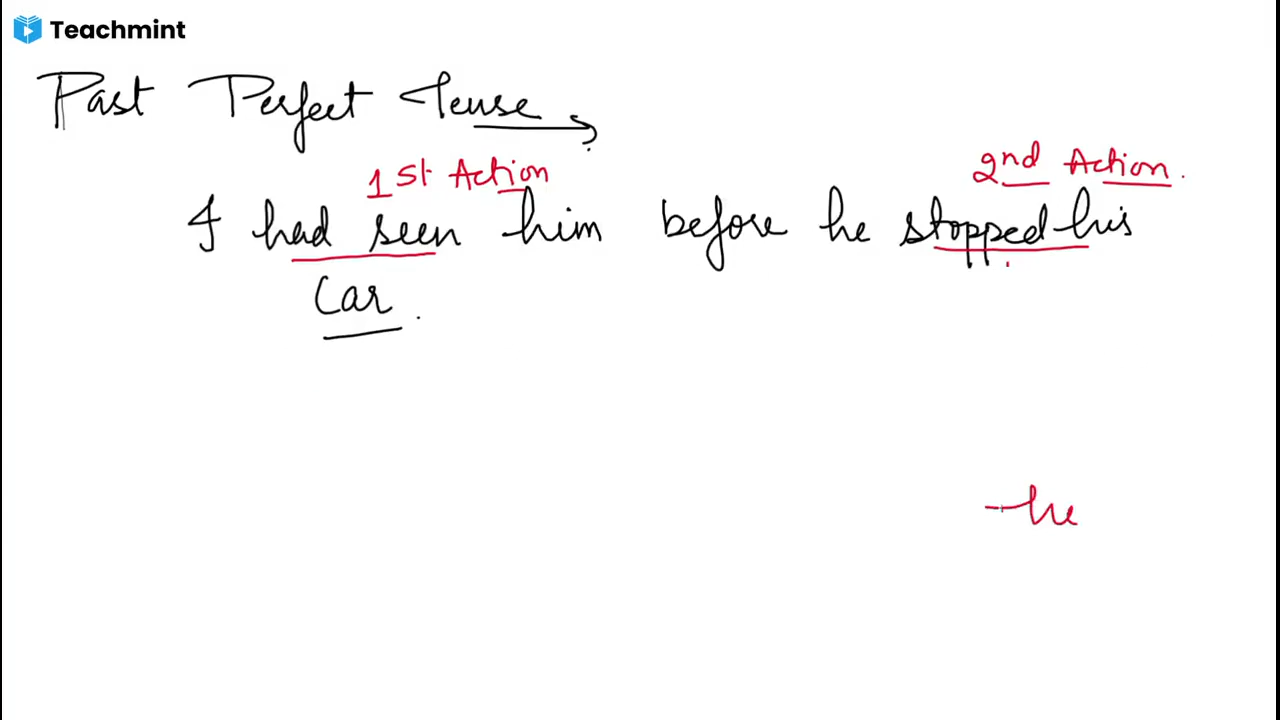 Teachmint
Past Perfect Tense
1st Action
2nd Action.
I had seen him before he stopped his
Car.
he